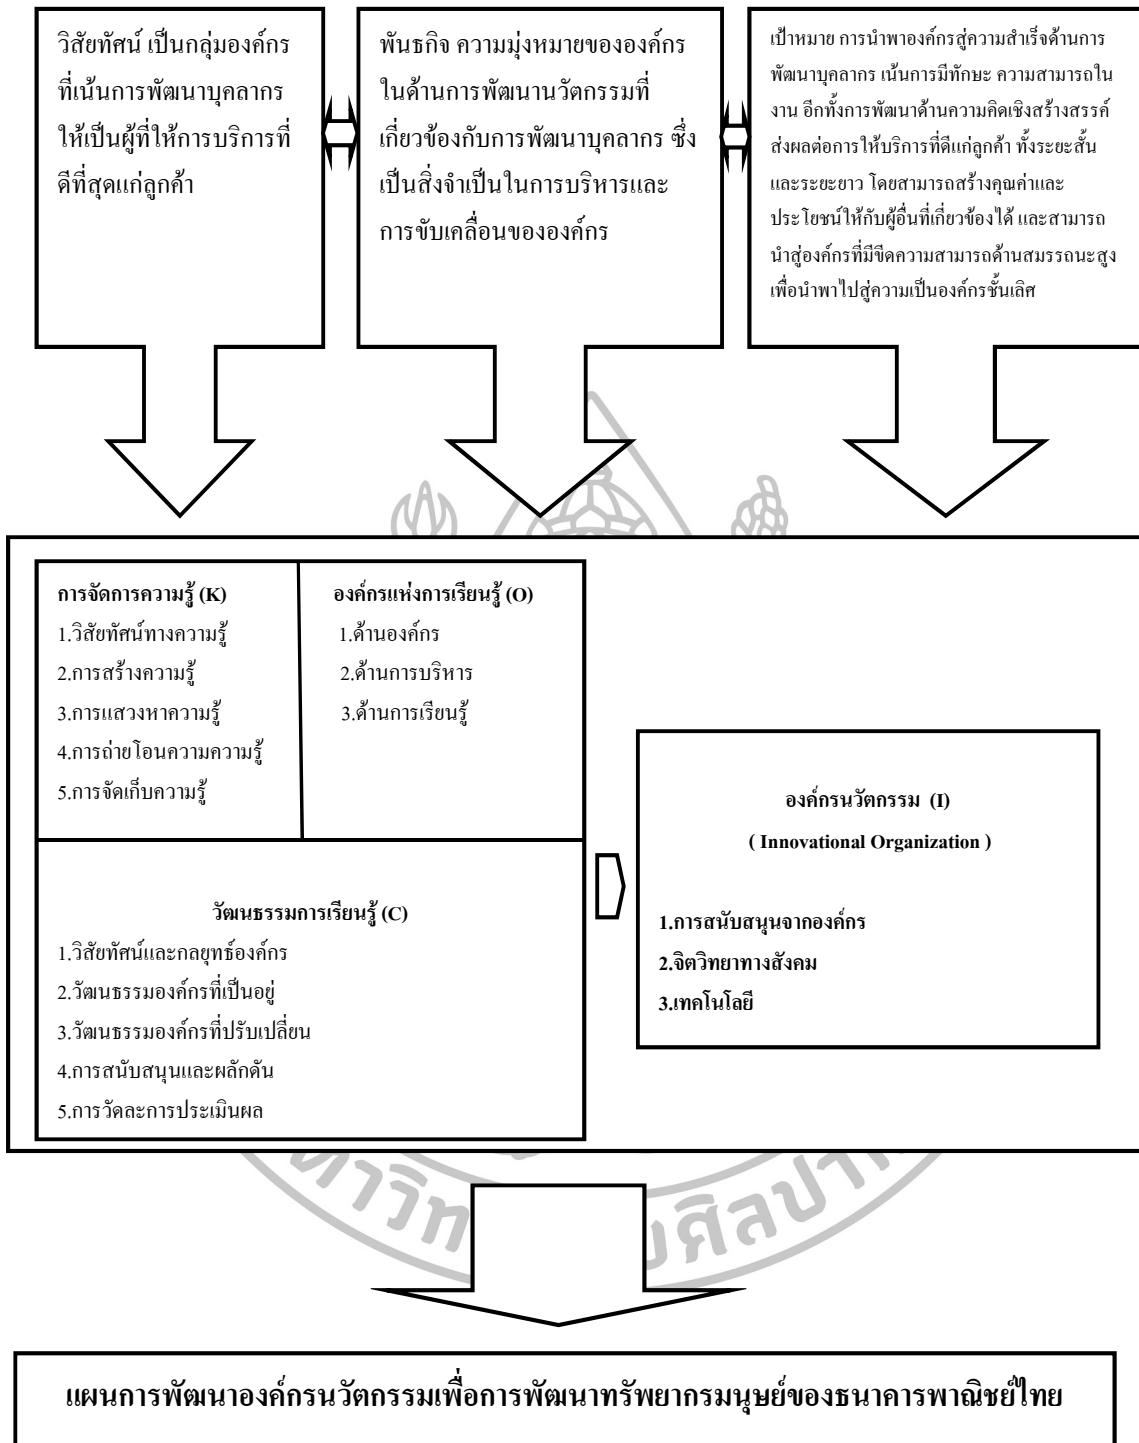 วิสัยทัศน์ เป็นกลุ่มองค์กร
ที่เน้นการพัฒนาบุคลากร
ให้เป็นผู้ที่ให้การบริการที่
ดีที่สุดแก่ลูกค้า
พันธกิจ ความมุ่งหมายขององค์กร
ในด้านการพัฒนานวัตกรรมที่
เกี่ยวข้องกับการพัฒนาบุคลากร ซึ่ง
เป็นสิ่งจำเป็นในการบริหารและ
การขับเคลื่อนขององค์กร
เป้าหมาย การนำพาองค์กรสู่ความสำเร็จด้านการ
พัฒนาบุคลากร เน้นการมีทักษะ ความสามารถใน
งาน อีกทั้งการพัฒนาด้านความคิดเชิงสร้างสรรค์
ส่งผลต่อการให้บริการที่ดีแก่ลูกค้า ทั้งระยะสั้น
และระยะยาว โดยสามารถสร้างคุณค่าและ
ประโยชน์ให้กับผู้อื่นที่เกี่ยวข้องได้ และสามารถ
นำสู่องค์กรที่มีขีดความสามารถด้านสมรรถนะสูง
เพื่อนำพาไปสู่ความเป็นองค์กรชั้นเลิศ
การจัดการความรู้ (K)
1.วิสัยทัศน์ทางความรู้
2.การสร้างความรู้
3.การแสวงหาความรู้
4.การถ่ายโอนความความรู้
5.การจัดเก็บความรู้
องค์กรแห่งการเรียนรู้ (O)
1.ด้านองค์กร
2.ด้านการบริหาร
3.ด้านการเรียนรู้
วัฒนธรรมการเรียนรู้ (C)
1.วิสัยทัศน์และกลยุทธ์องค์กร
2.วัฒนธรรมองค์กรที่เป็นอยู่
3.วัฒนธรรมองค์กรที่ปรับเปลี่ยน
4.การสนับสนุนและผลักดัน
5.การวัดละการประเมินผล
องค์กรนวัตกรรม (I)
( Innovational Organization )
1.การสนับสนุนจากองค์กร
2.จิตวิทยาทางสังคม
3.เทคโนโลยี
แผนการพัฒนาองค์กรนวัตกรรมเพื่อการพัฒนาทรัพยากรมนุษย์ของธนาคารพาณิชย์ไทย